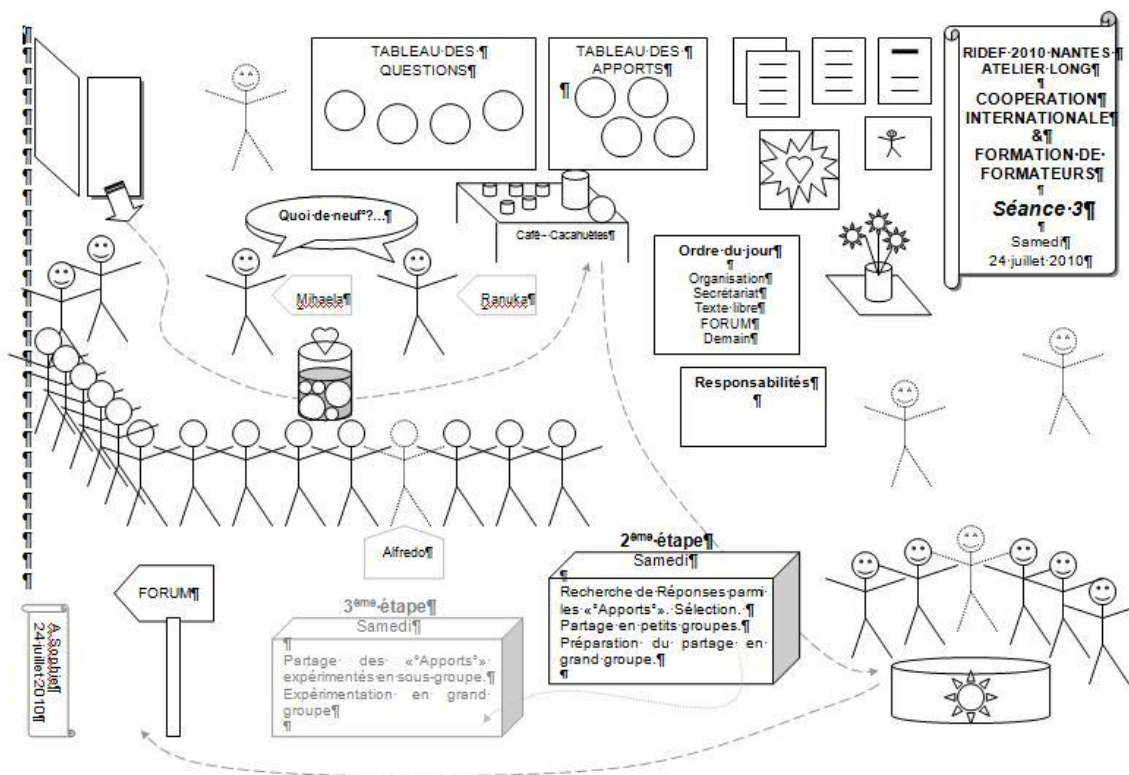 TABLEAU DES ¶
QUESTIONS¶
TABLEAU DES ¶
APPORTS¶
¶
RIDEF 2010 NANTES ¶
ATELIER LONG¶
¶
COOPERATION¶
INTERNATIONALE¶
&¶
FORMATION DE
FORMATEURS¶
¶
Séance 3¶
¶
Samedi¶
24 juillet 2010¶
Quoi de neuf°?...¶
Café – Cacahuètes¶
Mihaela¶
Ranuka¶
Ordre du jour¶
¶
Organisation¶
Secrétariat¶
Texte libre¶
FORUM¶
Demain¶
Responsabilités¶
¶
Alfredo¶
FORUM¶
A Sophie¶
24 juillet 2010¶
2ème étape¶
Samedi¶
¶
Recherche de Réponses parmi
les «°Apports°». Sélection. ¶
Partage en petits groupes.¶
Préparation du partage en
grand groupe.¶
¶
3ème étape¶
Samedi¶
¶
Partage des «°Apports°»
expérimentés en sous-groupe.¶
Expérimentation en grand
groupe¶
¶